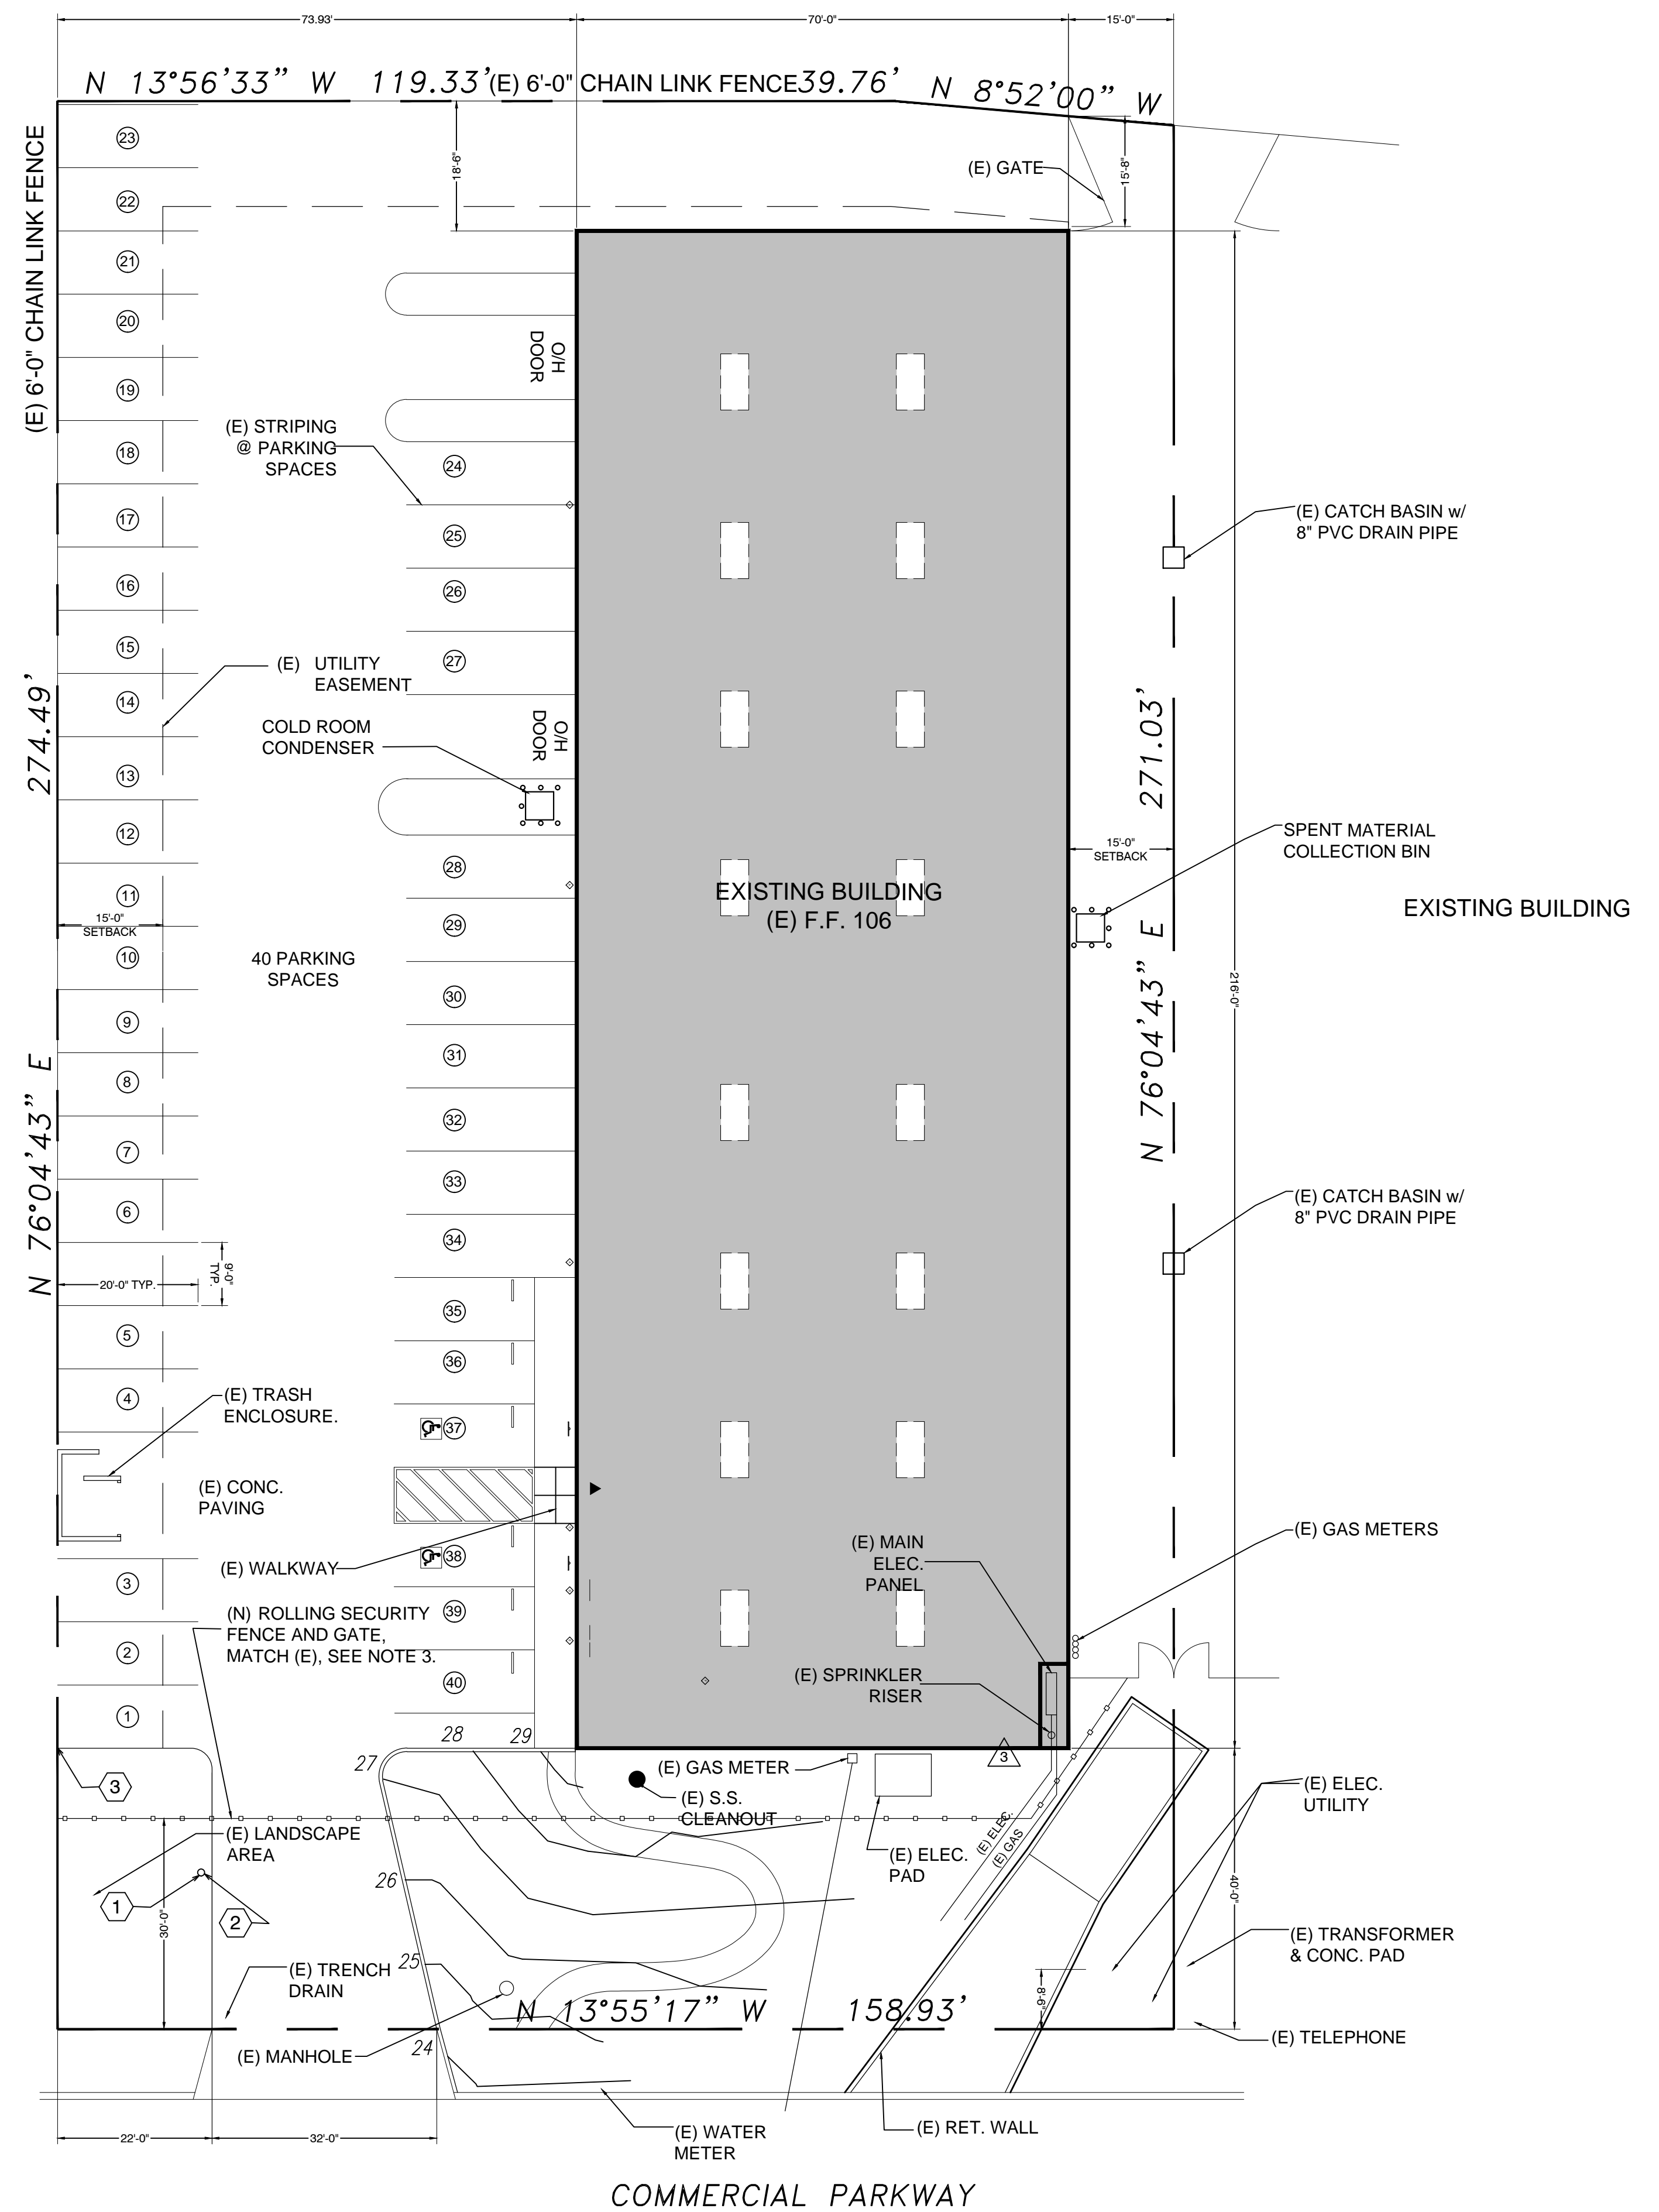 73.93'
70'-0"
15'-0"
N 13°56'33" W 119.33'
(E) 6'-0" CHAIN LINK FENCE
39.76'
N 8°52'00" W
(E) 6'-0" CHAIN LINK FENCE
274.49'
N 76°04'43" E
18'-6"
(E) GATE
15'-8"
23
22
21
20
19
18
17
16
15
14
13
12
11
15'-0"
SETBACK
10
9
8
7
6
20'-0" TYP.
9'-0"
TYP.
5
4
3
2
1
O/H
DOOR
(E) STRIPING
@ PARKING
SPACES
24
25
26
27
(E) UTILITY
EASEMENT
COLD ROOM
CONDENSER
O/H
DOOR
28
29
40 PARKING
SPACES
30
31
32
33
34
35
36
37
38
39
40
EXISTING BUILDING
(E) F.F. 106
(E) CATCH BASIN w/
8" PVC DRAIN PIPE
271.03'
N 76°04'43" E
15'-0"
SETBACK
SPENT MATERIAL
COLLECTION BIN
EXISTING BUILDING
216'-0"
(E) CATCH BASIN w/
8" PVC DRAIN PIPE
(E) TRASH
ENCLOSURE.
(E) CONC.
PAVING
(E) WALKWAY
(N) ROLLING SECURITY
FENCE AND GATE,
MATCH (E), SEE NOTE 3.
(E) MAIN
ELEC.
PANEL
(E) GAS METERS
(E) SPRINKLER
RISER
3
28
29
27
3
(E) GAS METER
(E) S.S.
CLEANOUT
(E) ELEC.
PAD
(E) ELEC.
(E) GAS
(E) ELEC.
UTILITY
(E) LANDSCAPE
AREA
26
1
2
30'-0"
40'-0"
(E) TRENCH
DRAIN
25
(E) TRANSFORMER
& CONC. PAD
8'-6"
N 13°55'17" W 158.93'
(E) TELEPHONE
(E) MANHOLE
24
(E) WATER
METER
(E) RET. WALL
22'-0"
32'-0"
COMMERCIAL PARKWAY